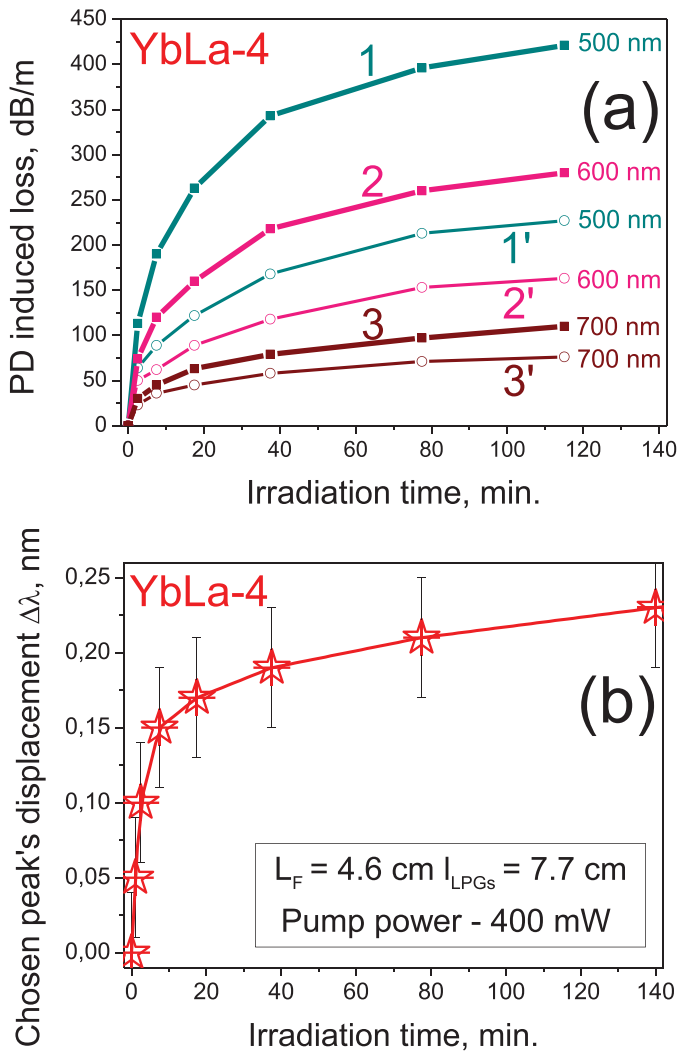 450
400
350
300
250
200
150
100
50
0
PD induced loss, dB/m
YbLa-4
(a)
1
500 nm
2
600 nm
500 nm
1'
600 nm
2'
3
700 nm
700 nm
3'
0 20 40 60 80 100 120 140
Irradiation time, min.
0,25
0,20
0,15
0,10
0,05
0,00
Chosen peak's displacement Δλ, nm
YbLa-4
(b)
L_F = 4.6 cm l_LPGs = 7.7 cm
Pump power - 400 mW
0 20 40 60 80 100 120 140
Irradiation time, min.